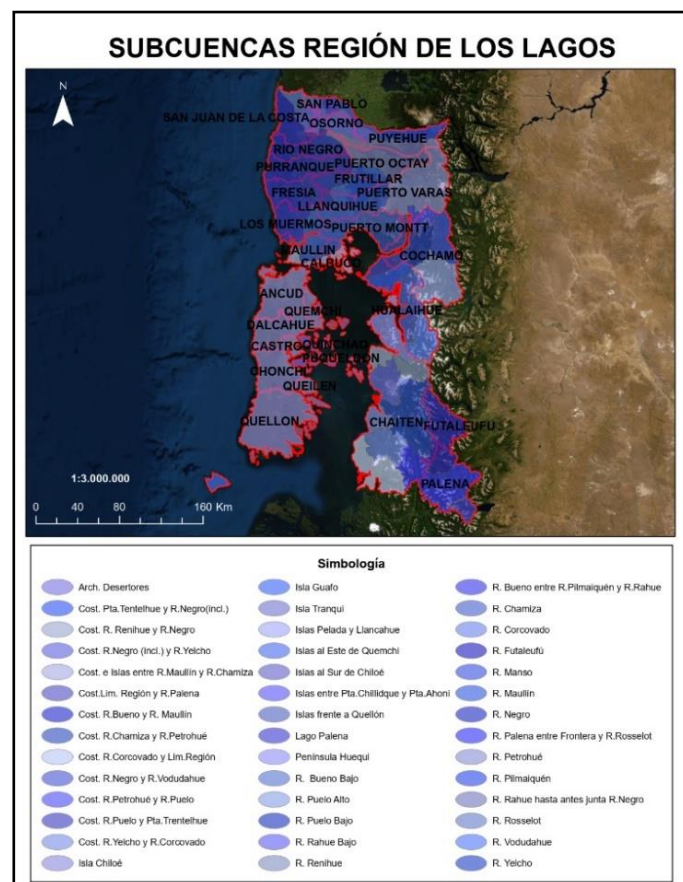 SUBCUENCAS REGIÓN DE LOS LAGOS
N
SAN PABLO
SAN JUAN DE LA COSTA
OSORNO
PUYEHUE
RIO NEGRO
PURRANQUE
PUERTO OCTAY
FRUTILLAR
FRESIA
PUERTO VARAS
LLANQUIHUE
LOS MUERMOS
PUERTO MONTT
MAULLIN
CALBUCO
COCHAMO
ANCUD
QUEMCHI
HUALAIHUE
DALCAHUE
CASTRO
QUINCHAO
PUQUELDON
CHONCHI
QUEILEN
QUELLON
CHAITEN
FUTALEUFU
PALENA
1:3.000.000
0 40 80 160 Km
Simbología
Arch. Desertores
Cost. Pta.Tentelhue y R.Negro(incl.)
Cost. R. Renihue y R.Negro
Cost. R.Negro (incl.) y R.Yelcho
Cost. e Islas entre R.Maullín y R.Chamiza
Cost.Lim. Región y R.Palena
Cost. R.Bueno y R. Maullín
Cost. R.Chamiza y R.Petrohué
Cost. R.Corcovado y Lim.Región
Cost. R.Negro y R.Vodudahue
Cost. R.Petrohué y R.Puelo
Cost. R.Puelo y Pta.Trentelhue
Cost. R.Yelcho y R.Corcovado
Isla Chiloé
Isla Guafo
Isla Tranqui
Islas Pelada y Llancahue
Islas al Este de Quemchi
Islas al Sur de Chiloé
Islas entre Pta.Chillidque y Pta.Ahoni
Islas frente a Quellón
Lago Palena
Península Huequi
R. Bueno Bajo
R. Puelo Alto
R. Puelo Bajo
R. Rahue Bajo
R. Renihue
R. Bueno entre R.Pilmaiquén y R.Rahue
R. Chamiza
R. Corcovado
R. Futaleufú
R. Manso
R. Maullín
R. Negro
R. Palena entre Frontera y R.Rosselot
R. Petrohué
R. Pilmaiquén
R. Rahue hasta antes junta R.Negro
R. Rosselot
R. Vodudahue
R. Yelcho